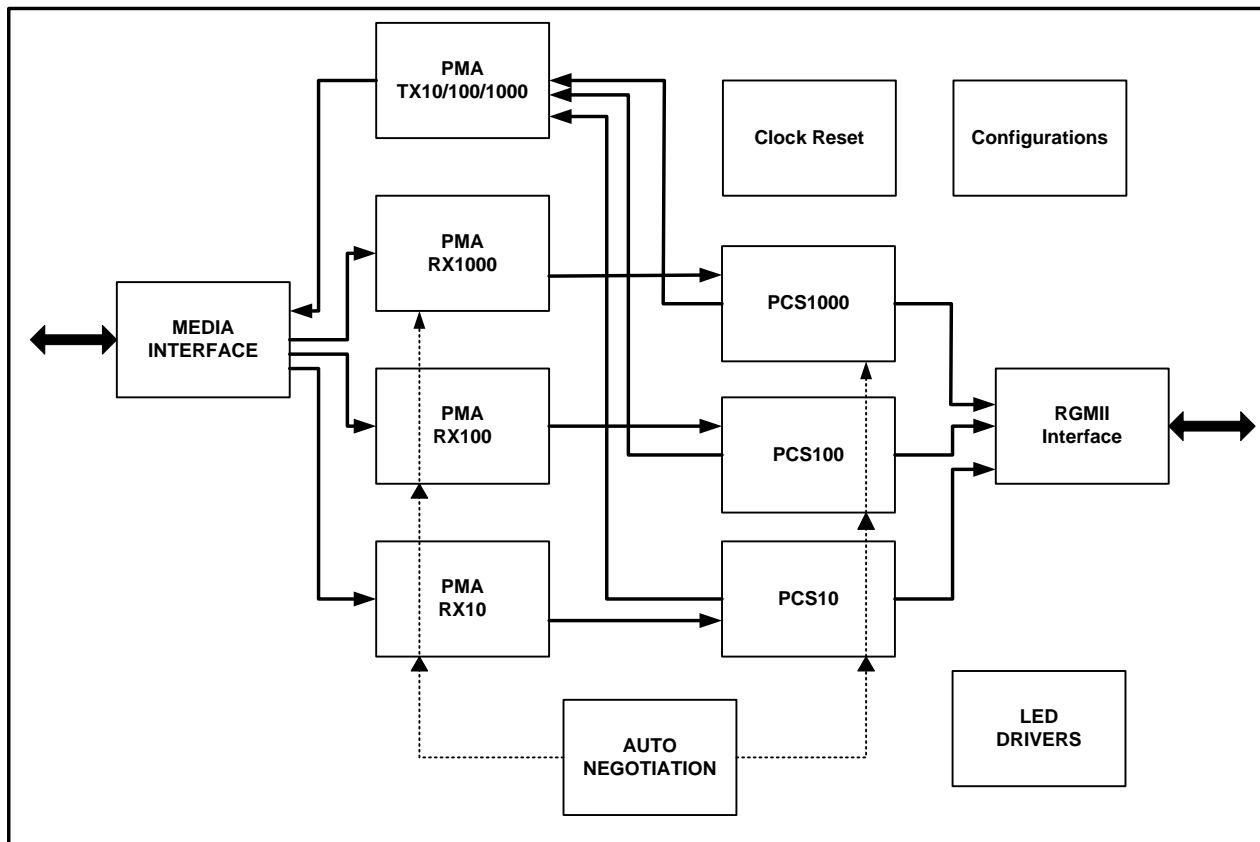 PMA
TX10/100/1000
Clock Reset
Configurations
PMA
RX1000
PCS1000
MEDIA
INTERFACE
PMA
RX100
PCS100
RGMII
Interface
PMA
RX10
PCS10
AUTO
NEGOTIATION
LED
DRIVERS